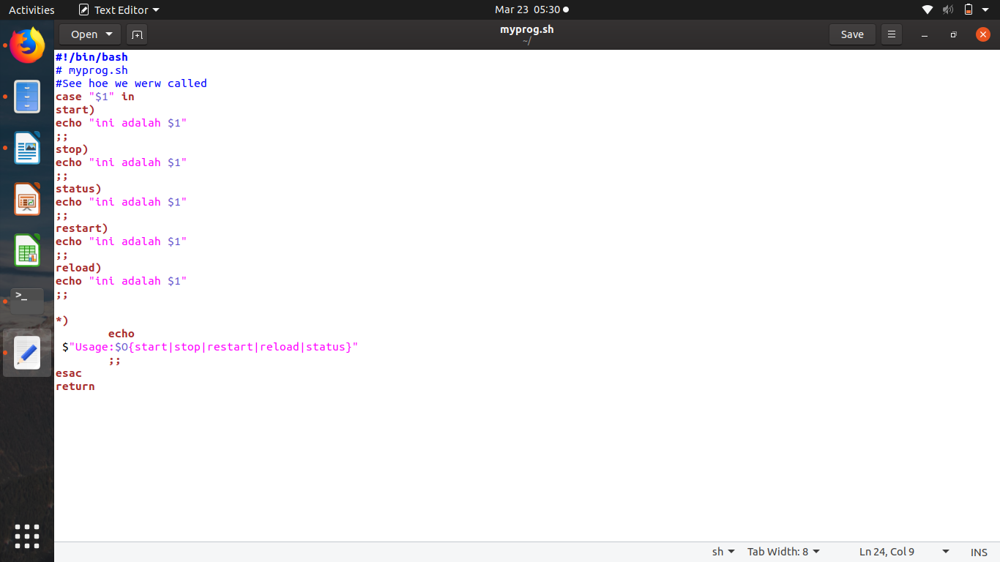 Activities Text Editor Mar 23 05:30
Open myprog.sh Save
~/
#!/bin/bash
# myprog.sh
#See hoe we werw called
case "$1" in
start)
echo "ini adalah $1"
;;
stop)
echo "ini adalah $1"
;;
status)
echo "ini adalah $1"
;;
restart)
echo "ini adalah $1"
;;
reload)
echo "ini adalah $1"
;;
*)
echo
$"Usage:$O{start|stop|restart|reload|status}"
;;
esac
return
>_
sh Tab Width: 8 Ln 24, Col 9 INS